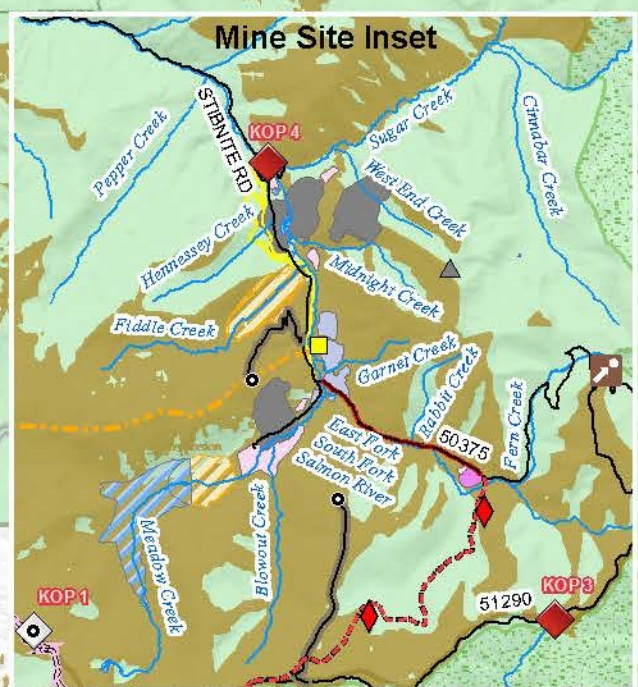 Mine Site Inset
STIBNITE RD
KOP 4
Pepper Creek
Sugar Creek
Cinnabar Creek
West End Creek
Hennessey Creek
Midnight Creek
Fiddle Creek
Garnet Creek
Rabbit Creek
Fern Creek
50375
East Fork
South Fork
Salmon River
Meadow Creek
Blowout Creek
KOP 1
51290
KOP 3